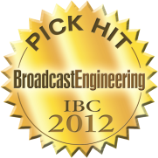 PICK HIT
BroadcastEngineering
IBC
2012